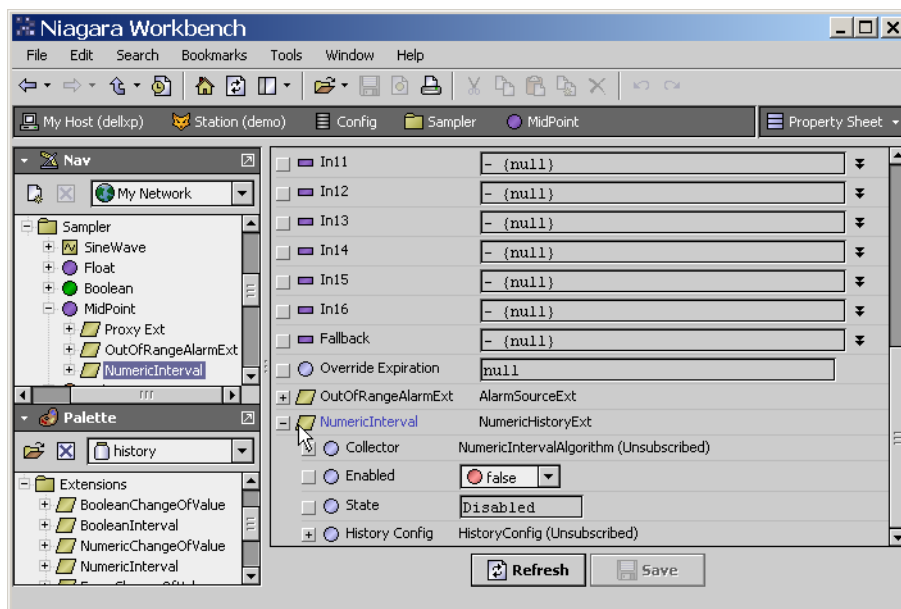 Niagara Workbench
File Edit Search Bookmarks Tools Window Help
My Host (dellxp) Station (demo) Config Sampler MidPoint Property Sheet
Nav
My Network
Sampler
SineWave
Float
Boolean
MidPoint
Proxy Ext
OutOfRangeAlarmExt
NumericInterval
Palette
history
Extensions
BooleanChangeOfValue
BooleanInterval
NumericChangeOfValue
NumericInterval
In11 - {null}
In12 - {null}
In13 - {null}
In14 - {null}
In15 - {null}
In16 - {null}
Fallback - {null}
Override Expiration null
OutOfRangeAlarmExt AlarmSourceExt
NumericInterval NumericHistoryExt
Collector NumericIntervalAlgorithm (Unsubscribed)
Enabled false
State Disabled
History Config HistoryConfig (Unsubscribed)
Refresh Save